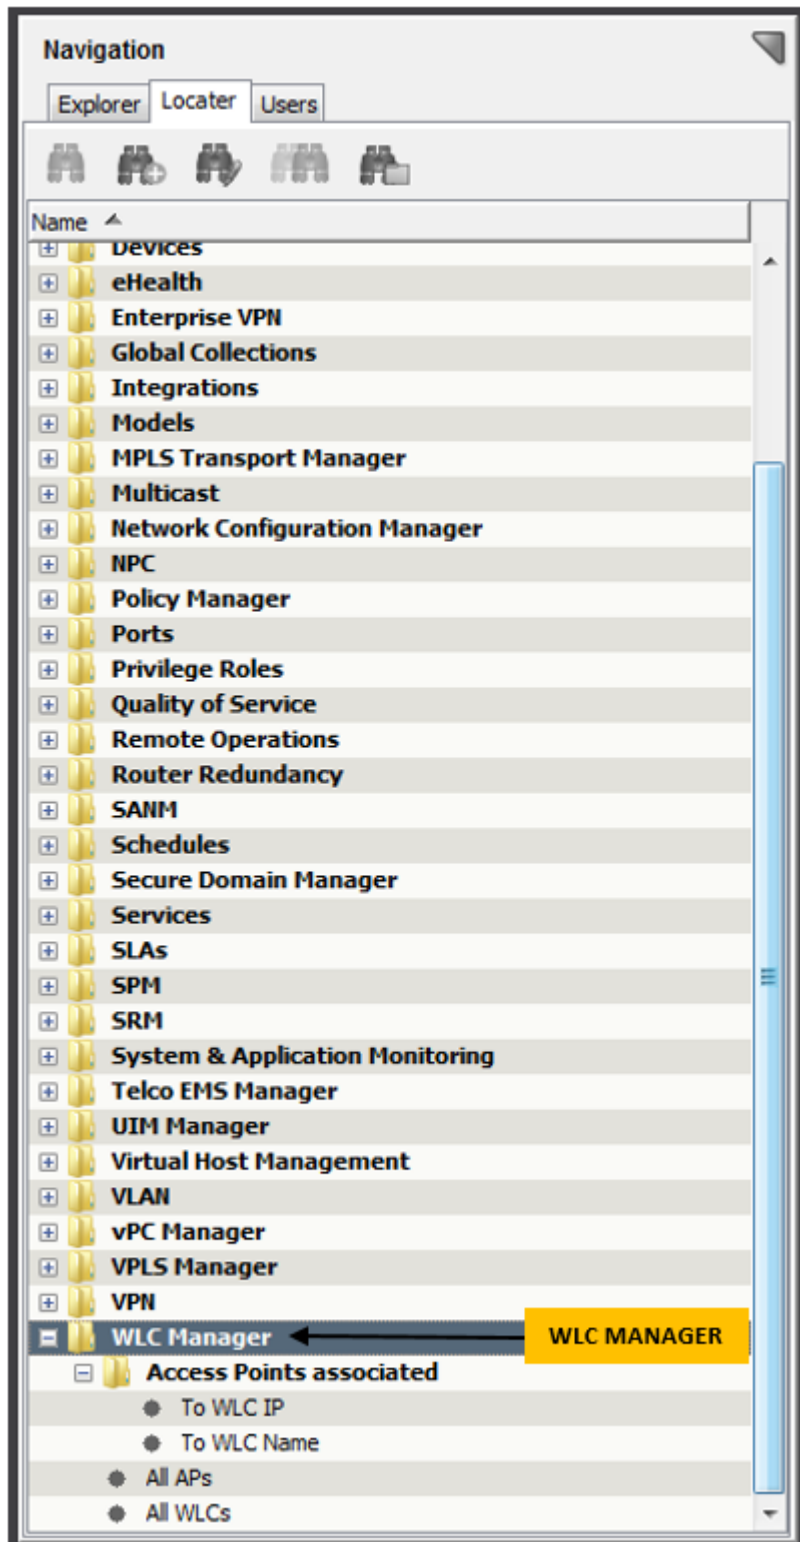 Navigation
Explorer Locater Users
Name
Devices
eHealth
Enterprise VPN
Global Collections
Integrations
Models
MPLS Transport Manager
Multicast
Network Configuration Manager
NPC
Policy Manager
Ports
Privilege Roles
Quality of Service
Remote Operations
Router Redundancy
SANM
Schedules
Secure Domain Manager
Services
SLAs
SPM
SRM
System & Application Monitoring
Telco EMS Manager
UIM Manager
Virtual Host Management
VLAN
vPC Manager
VPLS Manager
VPN
WLC Manager WLC MANAGER
Access Points associated
To WLC IP
To WLC Name
All APs
All WLCs